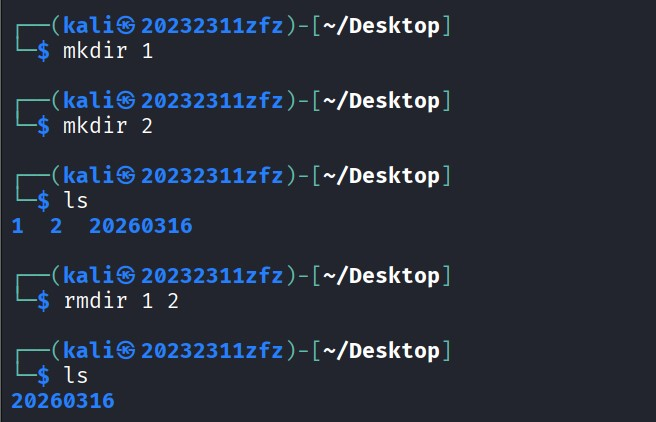 ┌──(kali㉿20232311zfz)-[~/Desktop]
└─$ mkdir 1
┌──(kali㉿20232311zfz)-[~/Desktop]
└─$ mkdir 2
┌──(kali㉿20232311zfz)-[~/Desktop]
└─$ ls
1  2  20260316
┌──(kali㉿20232311zfz)-[~/Desktop]
└─$ rmdir 1 2
┌──(kali㉿20232311zfz)-[~/Desktop]
└─$ ls
20260316